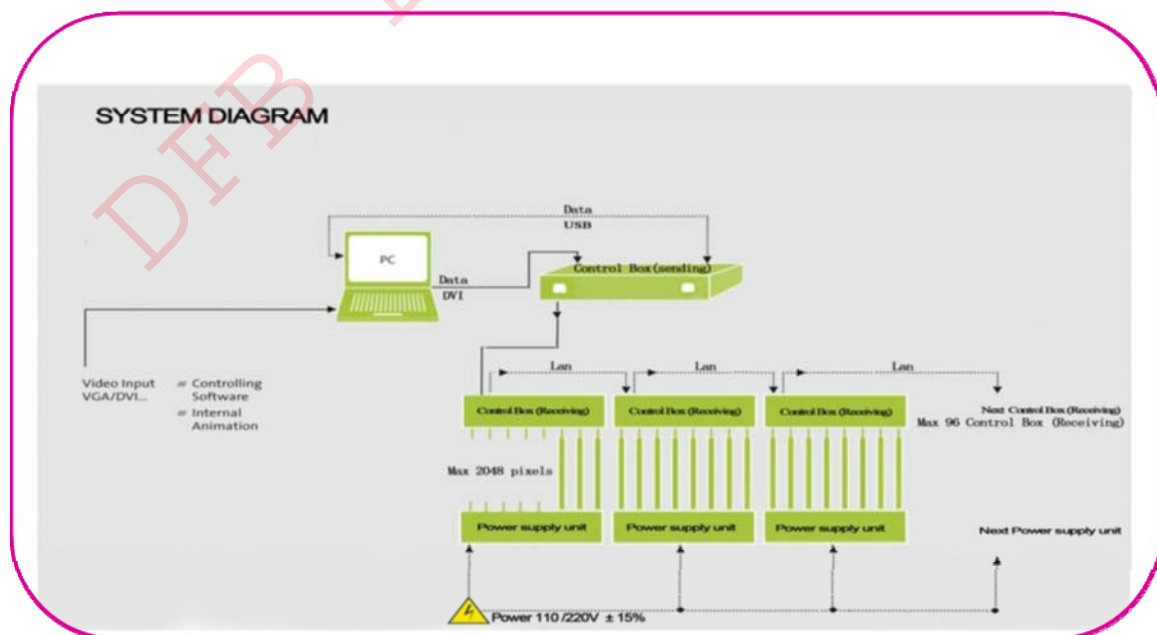 DFB
SYSTEM DIAGRAM
Data
USB
PC
Control Box(sending)
Data
DVI
Video Input
VGA/DVI...
# Controlling
Software
# Internal
Animation
Lan
Lan
Lan
Control Box (Receiving)
Control Box (Receiving)
Control Box (Receiving)
Next Control Box (Receiving)
Max 96 Control Box (Receiving)
Max 2048 pixels
Power supply unit
Power supply unit
Power supply unit
Next Power supply unit
Power 110 /220V ± 15%